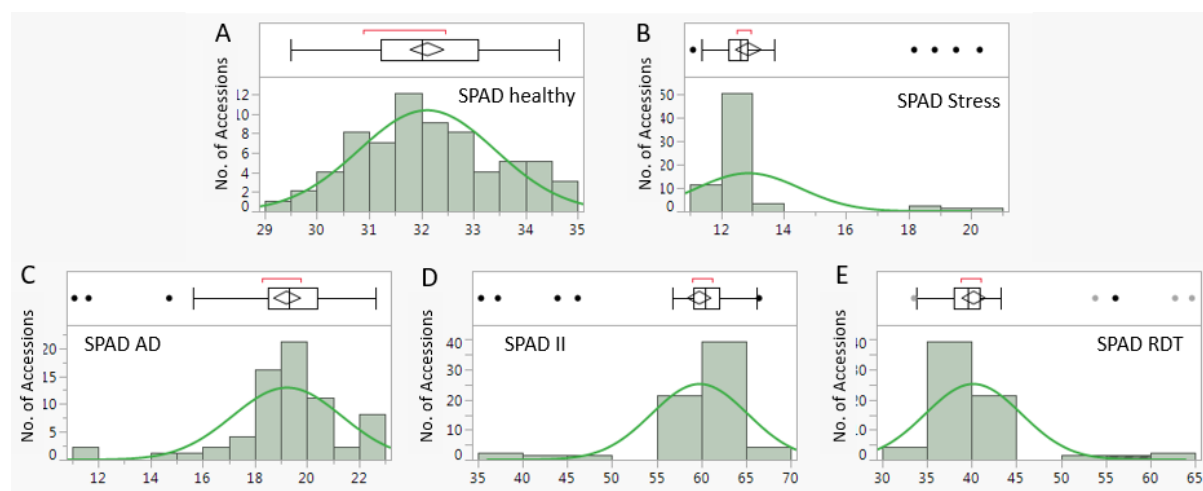 A
SPAD healthy
No. of Accessions
12
10
8
6
4
2
0
29 30 31 32 33 34 35
B
SPAD Stress
No. of Accessions
50
40
30
20
10
0
12 14 16 18 20
C
SPAD AD
No. of Accessions
20
15
10
5
0
12 14 16 18 20 22
D
SPAD II
No. of Accessions
40
30
20
10
0
35 40 45 50 55 60 65 70
E
SPAD RDT
No. of Accessions
40
30
20
10
0
30 35 40 45 50 55 60 65